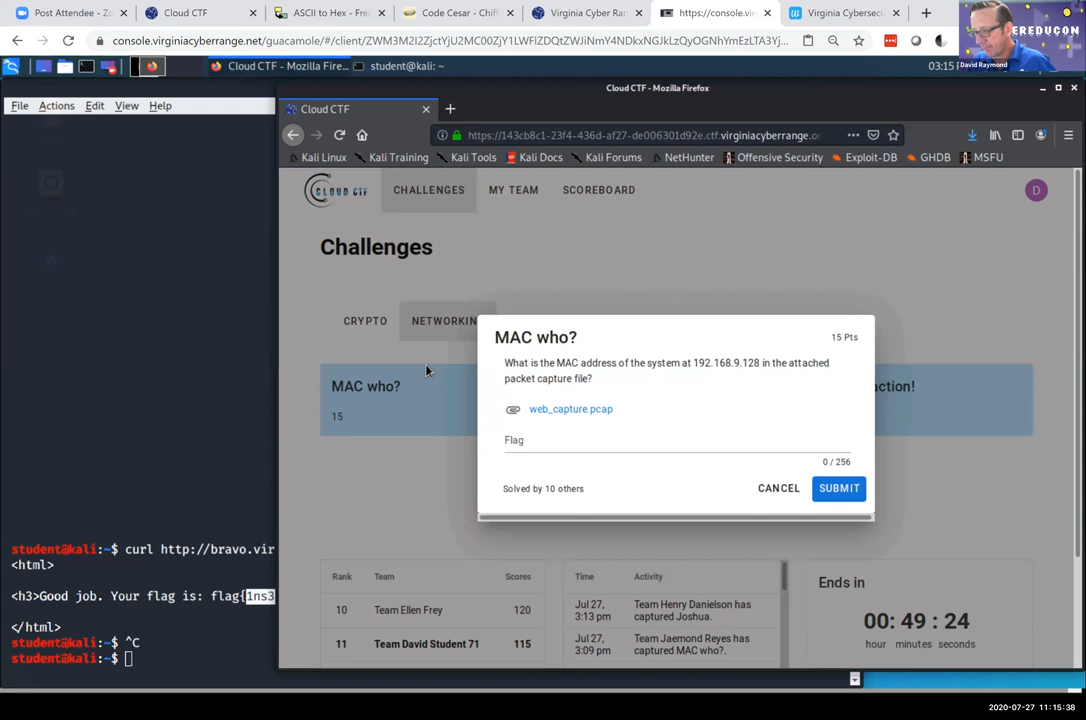 Post Attendee - Zo
Cloud CTF
ASCII to Hex - Free
Code Cesar - Chiff
Virginia Cyber Ran
https://console.vir
Virginia Cybersecu
console.virginiacyberrange.net/guacamole/#/client/
EREDUCON
David Raymond
Cloud CTF - Mozilla Fire...
student@kali: ~
03:15 PM
Cloud CTF - Mozilla Firefox
File Actions Edit View Help
Cloud CTF
https://143cb8c1-23f4-436d-af27-de006301d92e.ctf.virginiacyberrange.o
Kali Linux
Kali Training
Kali Tools
Kali Docs
Kali Forums
NetHunter
Offensive Security
Exploit-DB
GHDB
MSFU
CLOUD CTF
CHALLENGES
MY TEAM
SCOREBOARD
D
Challenges
CRYPTO
NETWORKIN
MAC who?
15
action!
MAC who?
15 Pts
What is the MAC address of the system at 192.168.9.128 in the attached
packet capture file?
web_capture.pcap
Flag
0 / 256
Solved by 10 others
CANCEL
SUBMIT
student@kali:~$ curl http://bravo.vir
<html>
<h3>Good job. Your flag is: flag{1ns3
</html>
student@kali:~$ ^C
student@kali:~$
Rank Team Scores
10 Team Ellen Frey 120
11 Team David Student 71 115
Time Activity
Jul 27, 3:13 pm
Team Henry Danielson has captured Joshua.
Jul 27, 3:09 pm
Team Jaemond Reyes has captured MAC who?.
Ends in
00: 49 : 24
hour minutes seconds
2020-07-27 11:15:38